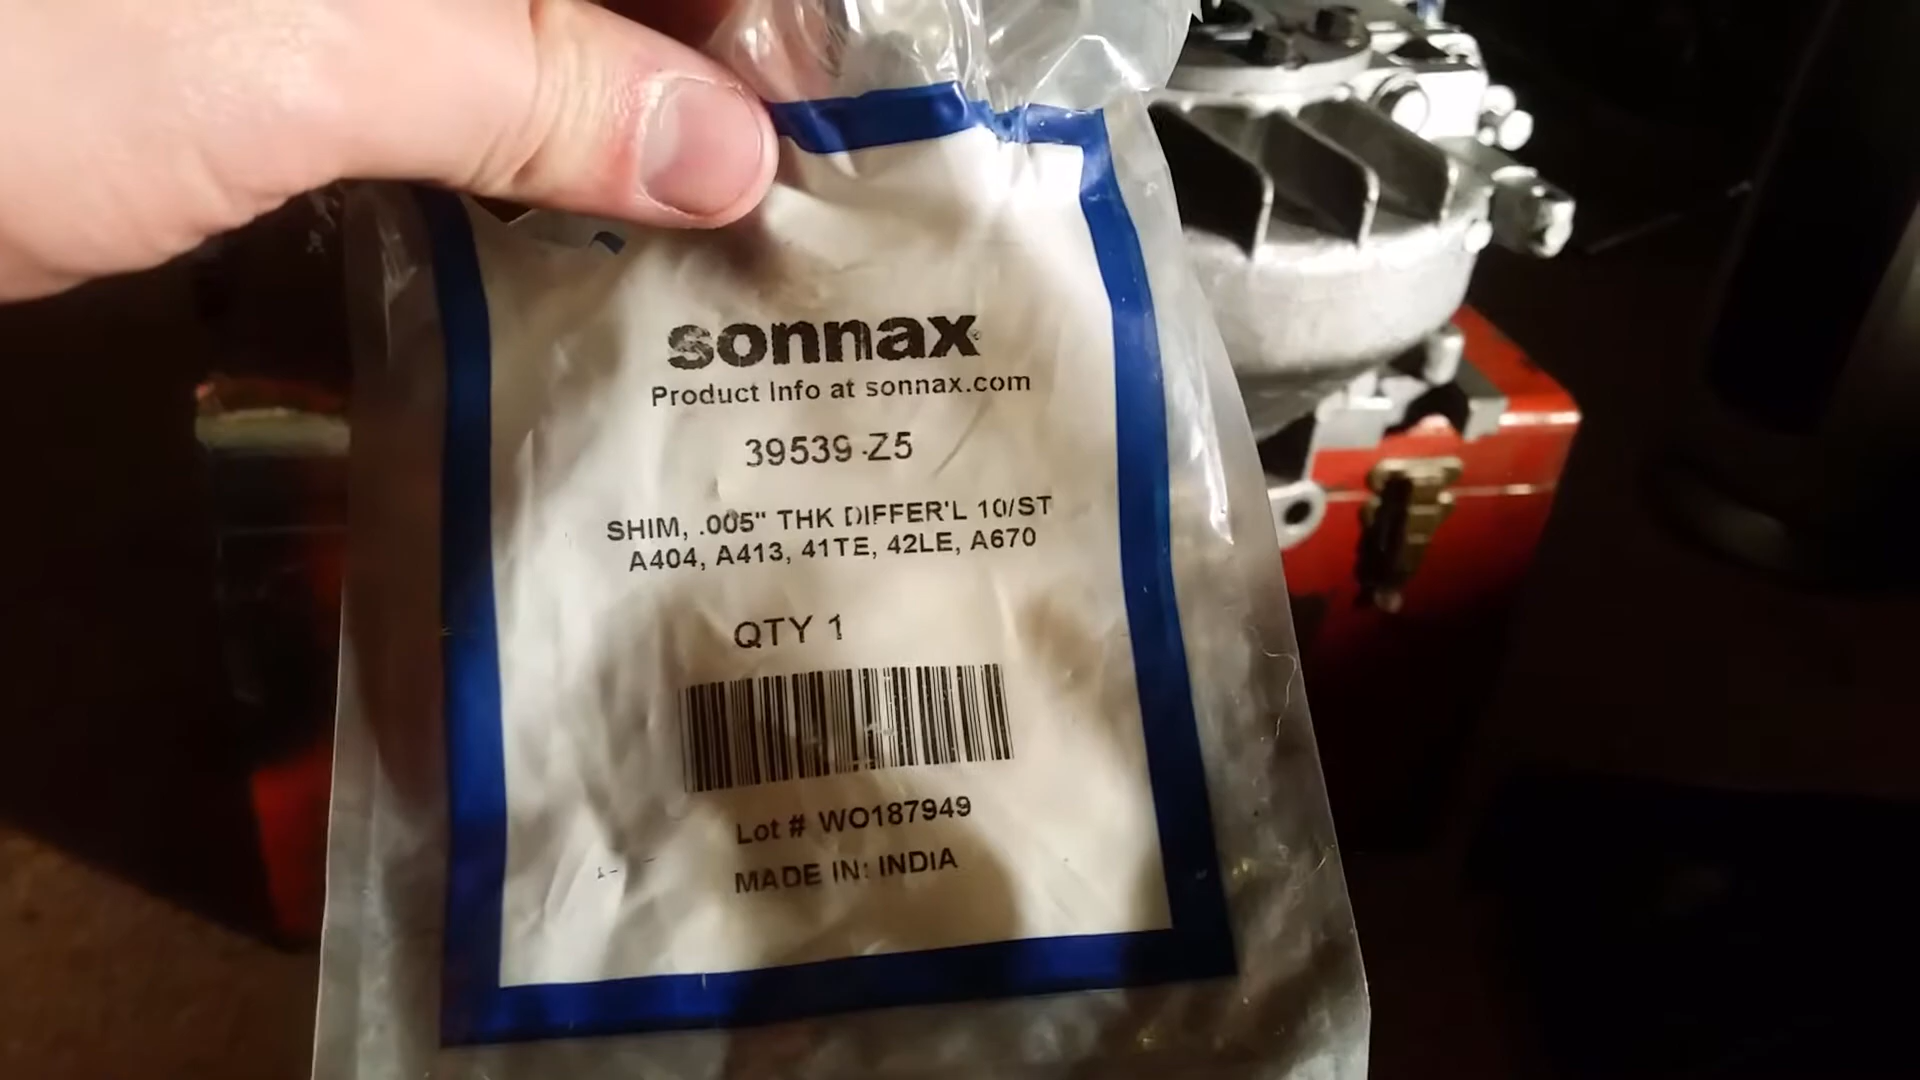 sonnax
Product Info at sonnax.com
39539-Z5
SHIM, .005" THK DIFFER'L 10/ST
A404, A413, 41TE, 42LE, A670
QTY 1
Lot # WO187949
MADE IN: INDIA